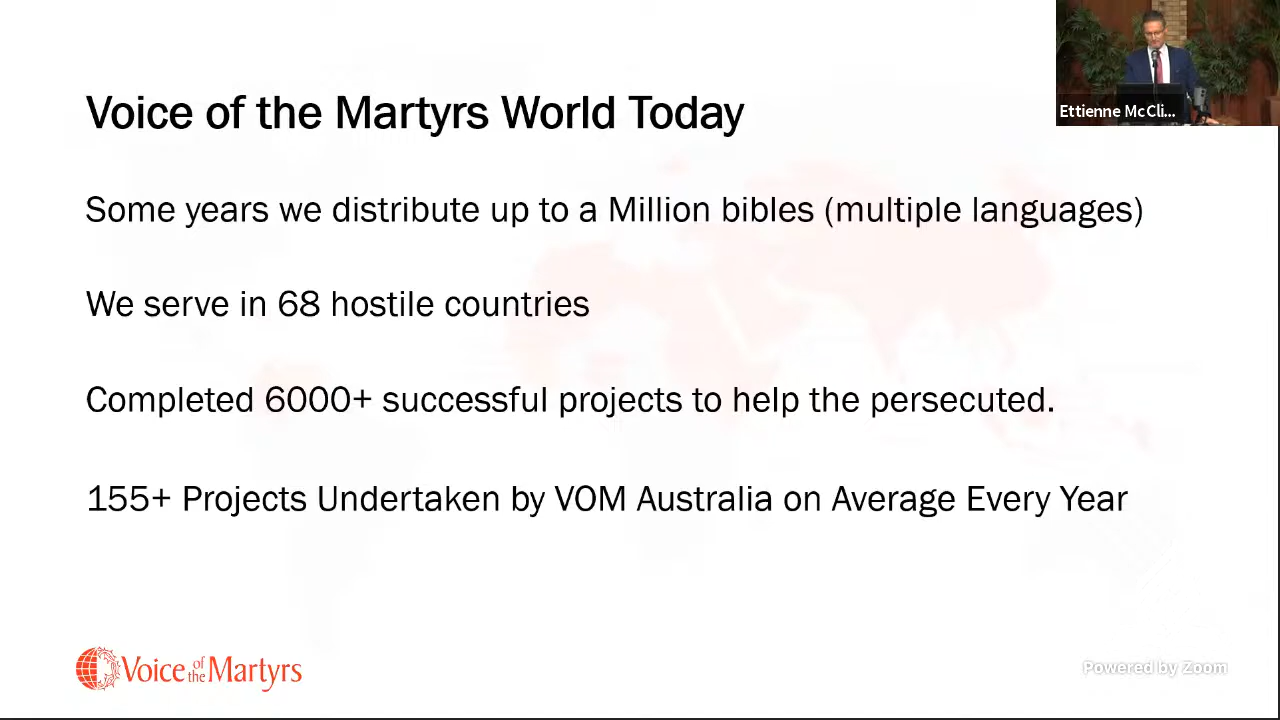 Voice of the Martyrs World Today
Ettienne McCli...
Some years we distribute up to a Million bibles (multiple languages)
We serve in 68 hostile countries
Completed 6000+ successful projects to help the persecuted.
155+ Projects Undertaken by VOM Australia on Average Every Year
Voice of the Martyrs
Powered by Zoom